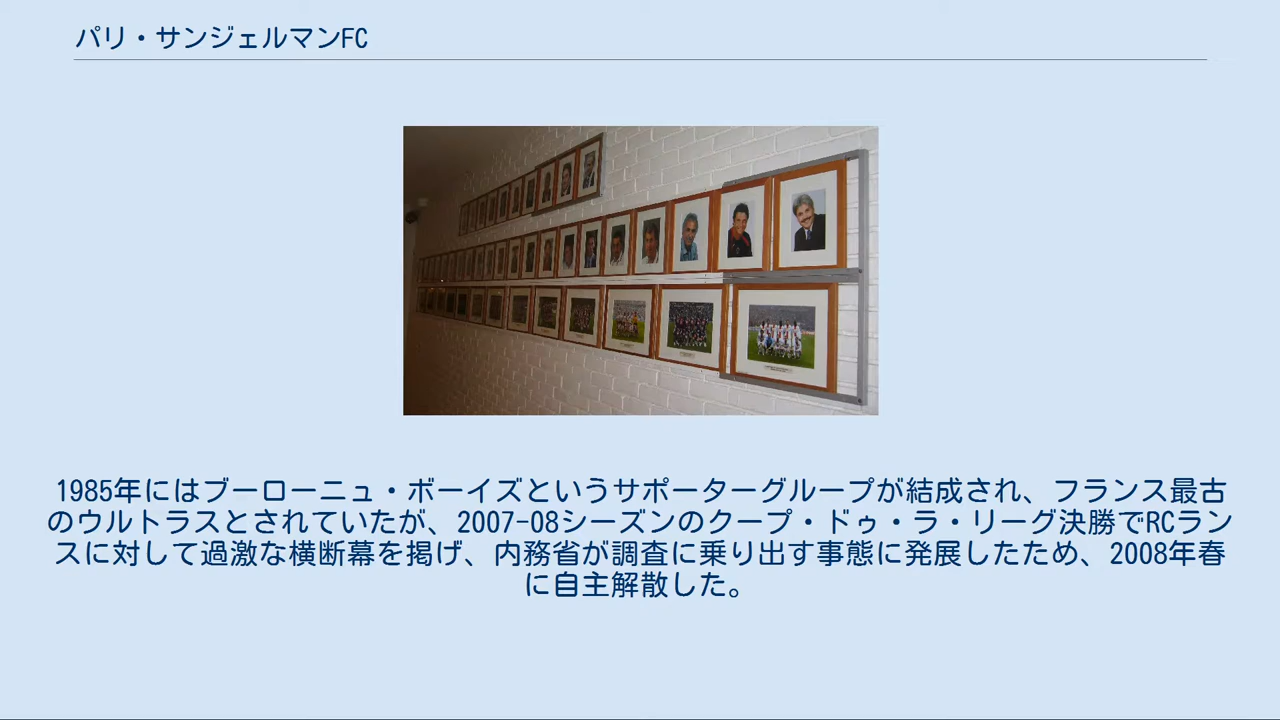 パリ・サンジェルマンFC
1985年にはブーローニュ・ボーイズというサポーターグループが結成され、フランス最古
のウルトラスとされていたが、2007-08シーズンのクープ・ドゥ・ラ・リーグ決勝でRCラン
スに対して過激な横断幕を掲げ、内務省が調査に乗り出す事態に発展したため、2008年春
に自主解散した。